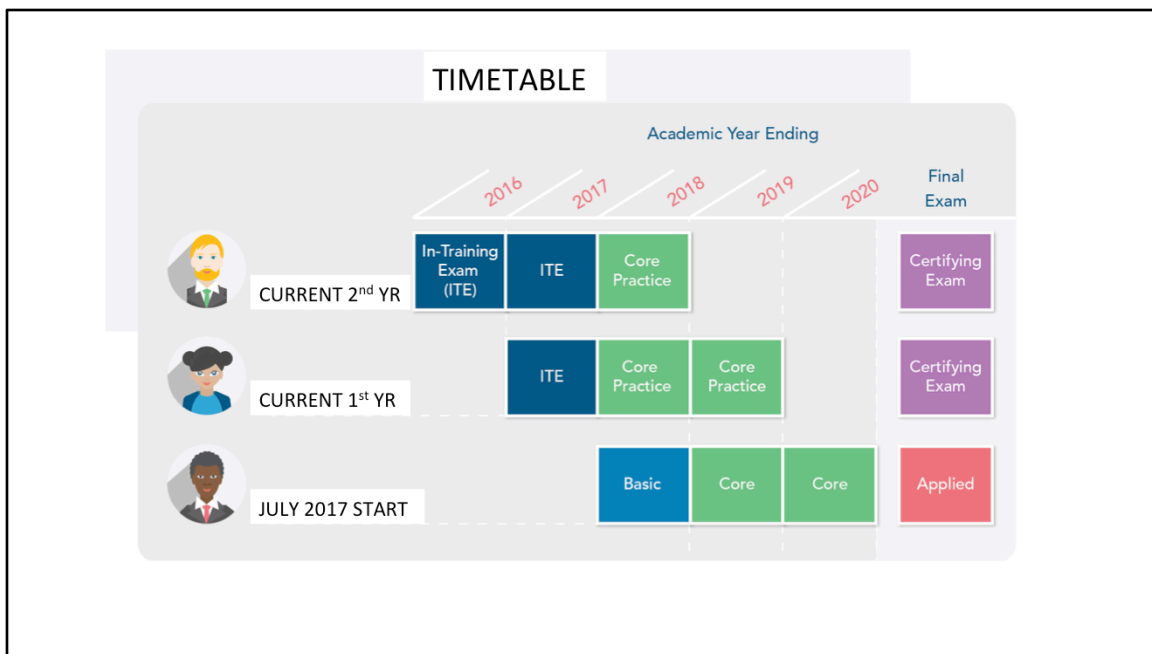 TIMETABLE
Academic Year Ending
2016
2017
2018
2019
2020
Final
Exam
CURRENT 2nd YR
In-Training
Exam
(ITE)
ITE
Core
Practice
Certifying
Exam
CURRENT 1st YR
ITE
Core
Practice
Core
Practice
Certifying
Exam
JULY 2017 START
Basic
Core
Core
Applied